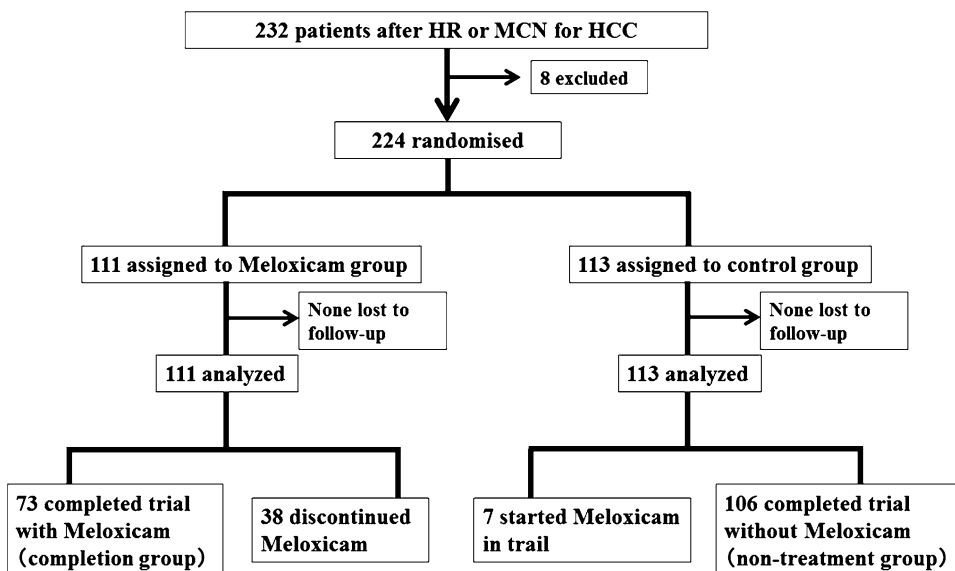 232 patients after HR or MCN for HCC
8 excluded
224 randomised
111 assigned to Meloxicam group
113 assigned to control group
None lost to
follow-up
None lost to
follow-up
111 analyzed
113 analyzed
73 completed trial
with Meloxicam
(completion group)
38 discontinued
Meloxicam
7 started Meloxicam
in trail
106 completed trial
without Meloxicam
(non-treatment group)